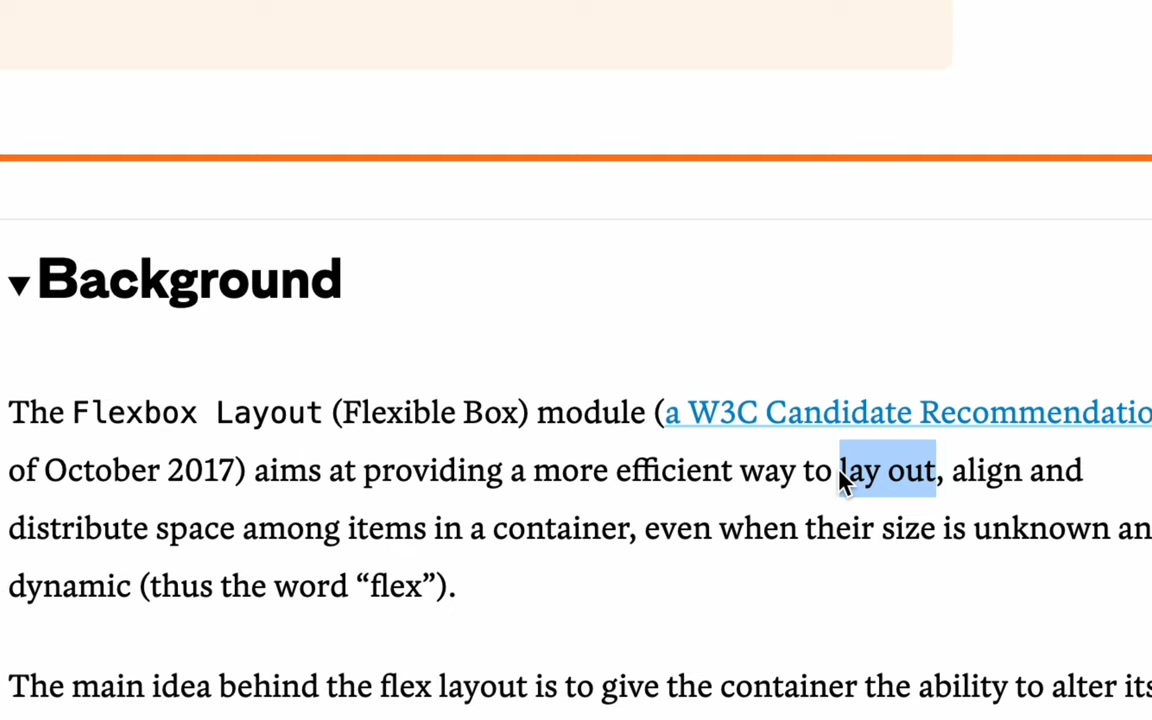 Background
The Flexbox Layout (Flexible Box) module (a W3C Candidate Recommendatio
of October 2017) aims at providing a more efficient way to lay out, align and
distribute space among items in a container, even when their size is unknown an
dynamic (thus the word “flex”).
The main idea behind the flex layout is to give the container the ability to alter its